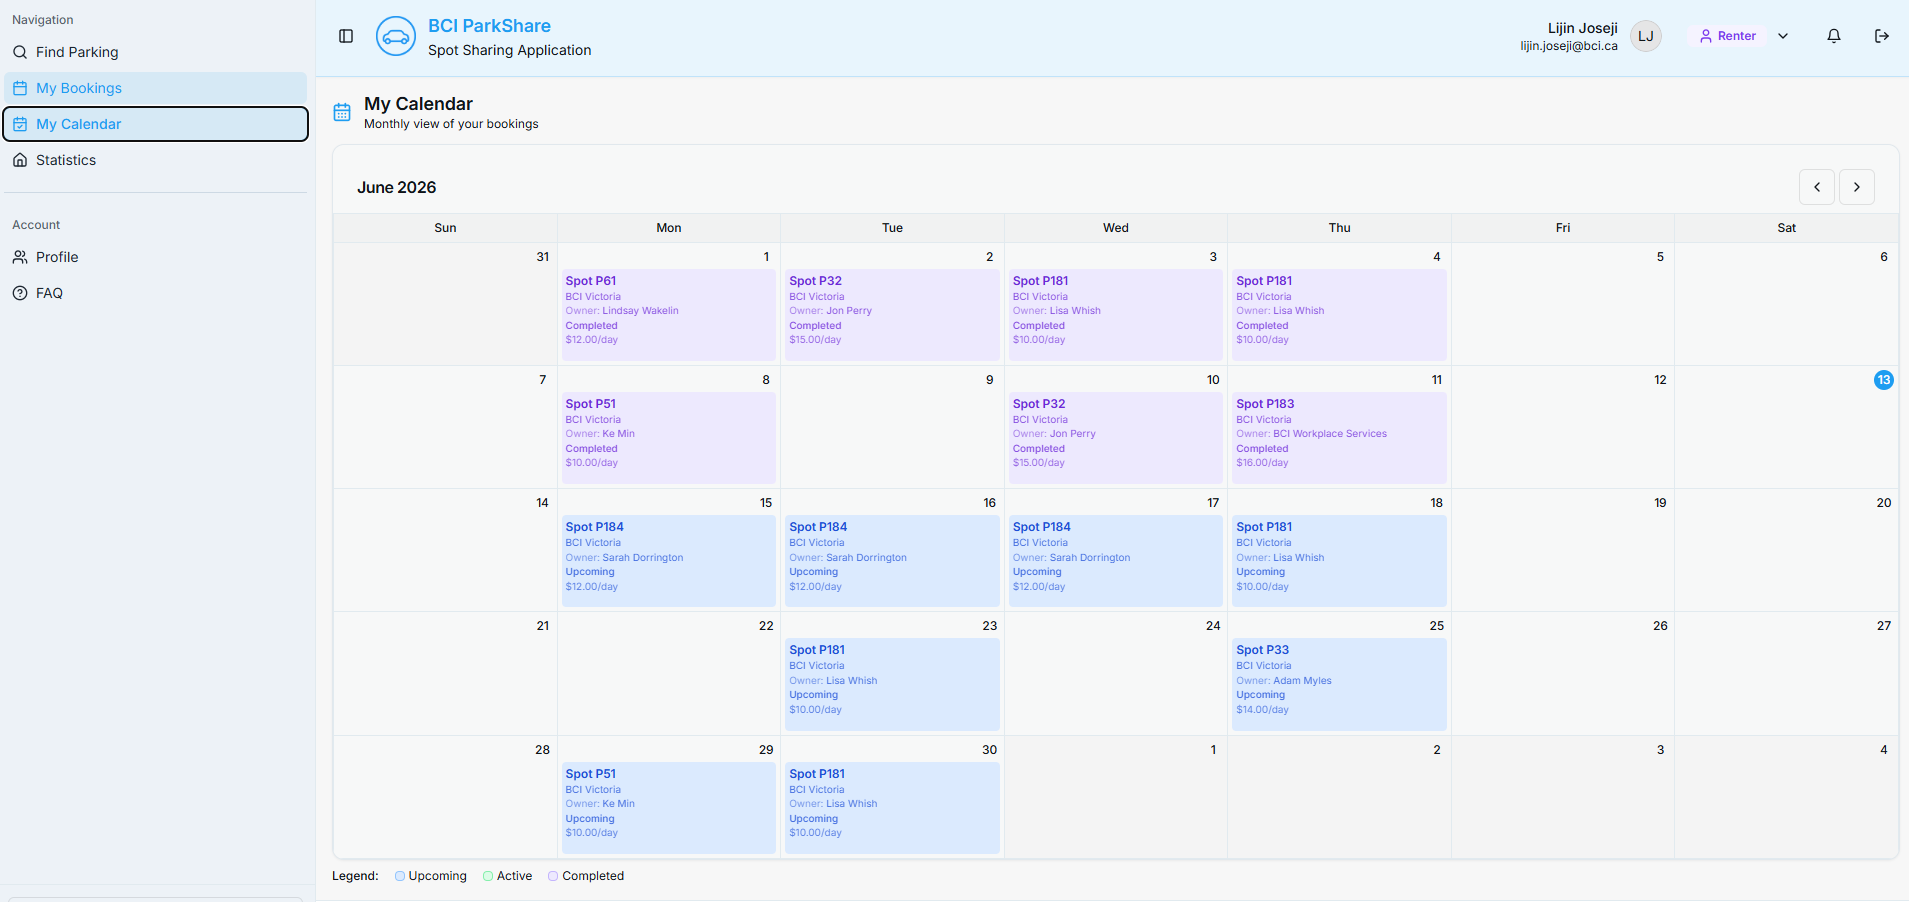 Navigation
Find Parking
My Bookings
My Calendar
Statistics
Account
Profile
FAQ
BCI ParkShare
Spot Sharing Application
Lijin Joseji
lijin.joseji@bci.ca
LJ
Renter
My Calendar
Monthly view of your bookings
June 2026
Sun Mon Tue Wed Thu Fri Sat
31 1 2 3 4 5 6
Spot P61
BCI Victoria
Owner: Lindsay Wakelin
Completed
$12.00/day
Spot P32
BCI Victoria
Owner: Jon Perry
Completed
$15.00/day
Spot P181
BCI Victoria
Owner: Lisa Whish
Completed
$10.00/day
Spot P181
BCI Victoria
Owner: Lisa Whish
Completed
$10.00/day
7 8 9 10 11 12 13
Spot P51
BCI Victoria
Owner: Ke Min
Completed
$10.00/day
Spot P32
BCI Victoria
Owner: Jon Perry
Completed
$15.00/day
Spot P183
BCI Victoria
Owner: BCI Workplace Services
Completed
$16.00/day
14 15 16 17 18 19 20
Spot P184
BCI Victoria
Owner: Sarah Dorrington
Upcoming
$12.00/day
Spot P184
BCI Victoria
Owner: Sarah Dorrington
Upcoming
$12.00/day
Spot P184
BCI Victoria
Owner: Sarah Dorrington
Upcoming
$12.00/day
Spot P181
BCI Victoria
Owner: Lisa Whish
Upcoming
$10.00/day
21 22 23 24 25 26 27
Spot P181
BCI Victoria
Owner: Lisa Whish
Upcoming
$10.00/day
Spot P33
BCI Victoria
Owner: Adam Myles
Upcoming
$14.00/day
28 29 30 1 2 3 4
Spot P51
BCI Victoria
Owner: Ke Min
Upcoming
$10.00/day
Spot P181
BCI Victoria
Owner: Lisa Whish
Upcoming
$10.00/day
Legend: Upcoming Active Completed